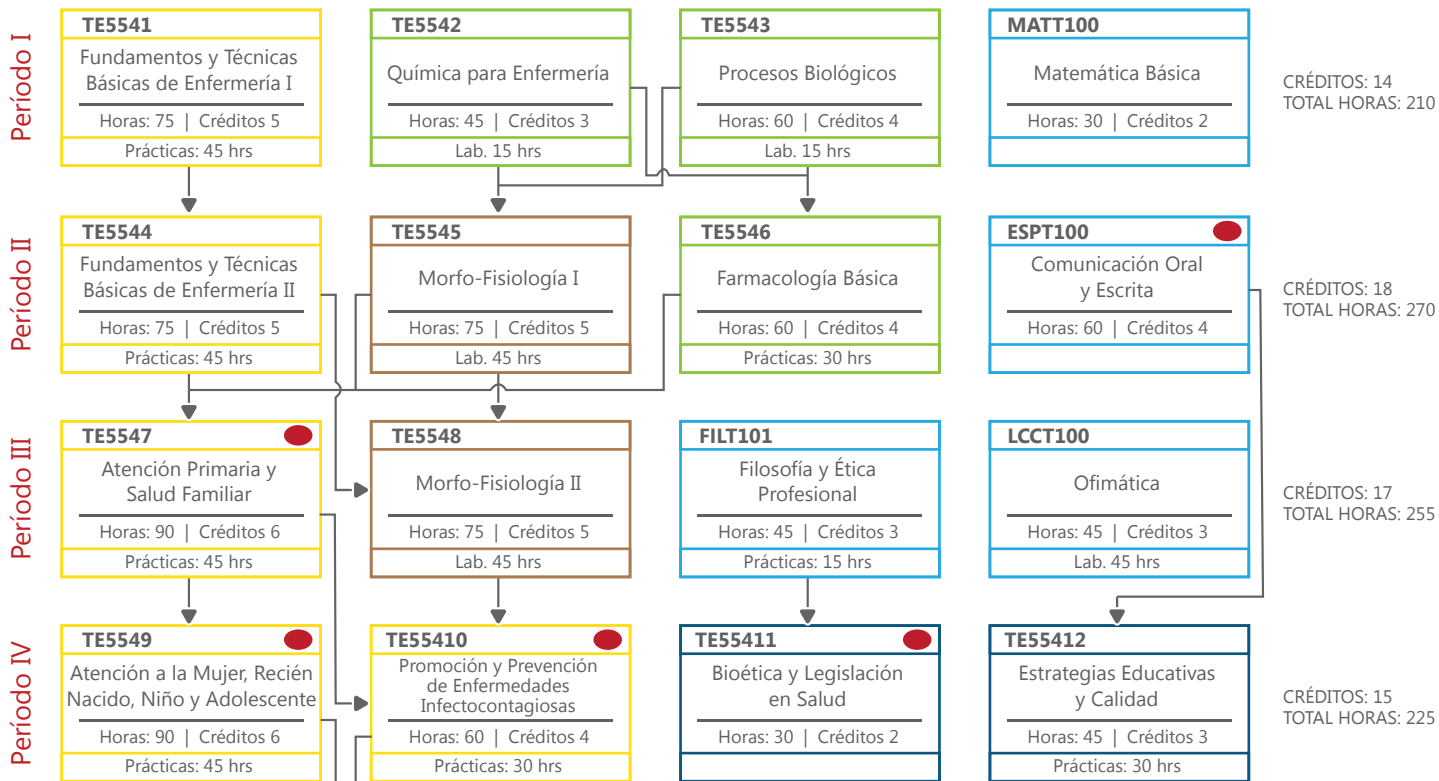 Período I
TE5541
Fundamentos y Técnicas
Básicas de Enfermería I
Horas: 75 | Créditos 5
Prácticas: 45 hrs
TE5542
Química para Enfermería
Horas: 45 | Créditos 3
Lab. 15 hrs
TE5543
Procesos Biológicos
Horas: 60 | Créditos 4
Lab. 15 hrs
MATT100
Matemática Básica
Horas: 30 | Créditos 2
CRÉDITOS: 14
TOTAL HORAS: 210
Período II
TE5544
Fundamentos y Técnicas
Básicas de Enfermería II
Horas: 75 | Créditos 5
Prácticas: 45 hrs
TE5545
Morfo-Fisiología I
Horas: 75 | Créditos 5
Lab. 45 hrs
TE5546
Farmacología Básica
Horas: 60 | Créditos 4
Prácticas: 30 hrs
ESPT100
Comunicación Oral
y Escrita
Horas: 60 | Créditos 4
CRÉDITOS: 18
TOTAL HORAS: 270
Período III
TE5547
Atención Primaria y
Salud Familiar
Horas: 90 | Créditos 6
Prácticas: 45 hrs
TE5548
Morfo-Fisiología II
Horas: 75 | Créditos 5
Lab. 45 hrs
FILT101
Filosofía y Ética
Profesional
Horas: 45 | Créditos 3
Prácticas: 15 hrs
LCCT100
Ofimática
Horas: 45 | Créditos 3
Lab. 45 hrs
CRÉDITOS: 17
TOTAL HORAS: 255
Período IV
TE5549
Atención a la Mujer, Recién
Nacido, Niño y Adolescente
Horas: 90 | Créditos 6
Prácticas: 45 hrs
TE55410
Promoción y Prevención
de Enfermedades
Infectocontagiosas
Horas: 60 | Créditos 4
Prácticas: 30 hrs
TE55411
Bioética y Legislación
en Salud
Horas: 30 | Créditos 2
TE55412
Estrategias Educativas
y Calidad
Horas: 45 | Créditos 3
Prácticas: 30 hrs
CRÉDITOS: 15
TOTAL HORAS: 225